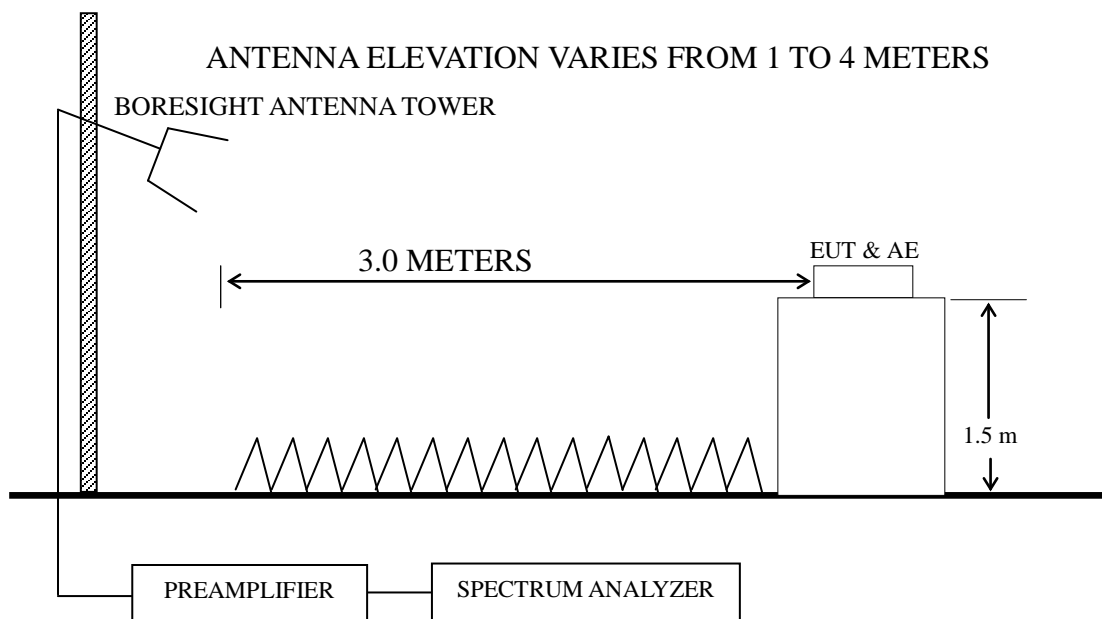 ANTENNA ELEVATION VARIES FROM 1 TO 4 METERS
BORESIGHT ANTENNA TOWER
EUT & AE
3.0 METERS
1.5 m
PREAMPLIFIER
SPECTRUM ANALYZER